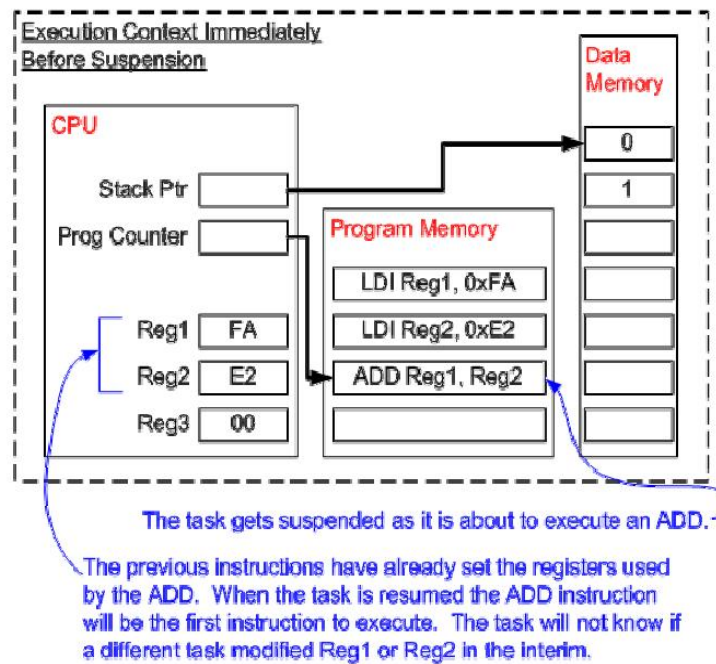 Execution Context Immediately
Before Suspension
Data
Memory
CPU
0
Stack Ptr
1
Prog Counter
Program Memory
LDI Reg1, 0xFA
Reg1
FA
LDI Reg2, 0xE2
Reg2
E2
ADD Reg1, Reg2
Reg3
00
The task gets suspended as it is about to execute an ADD.
The previous instructions have already set the registers used
by the ADD. When the task is resumed the ADD instruction
will be the first instruction to execute. The task will not know if
a different task modified Reg1 or Reg2 in the interim.